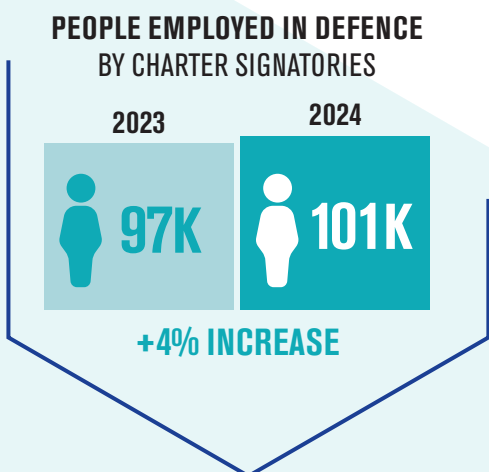 PEOPLE EMPLOYED IN DEFENCE
BY CHARTER SIGNATORIES
2023
2024
97K
101K
+4% INCREASE